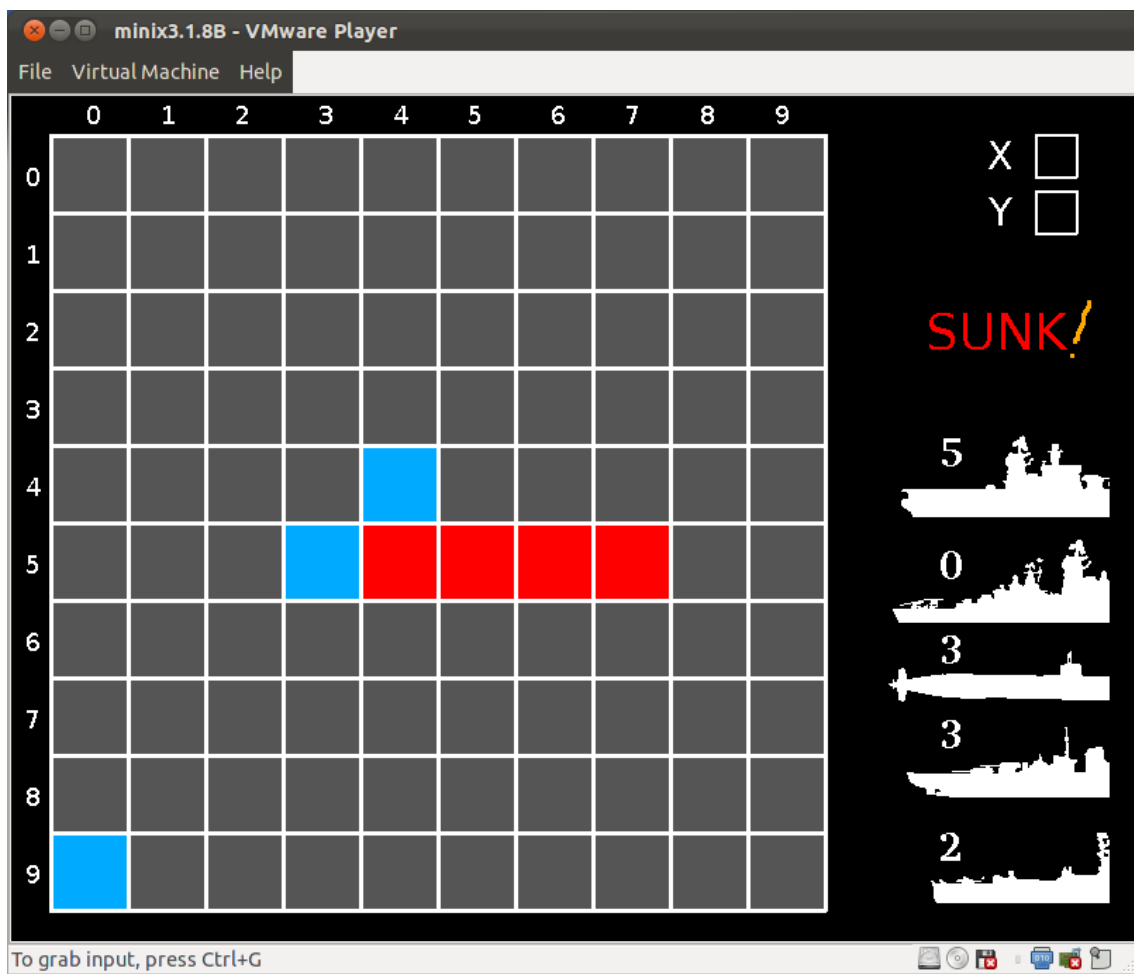 minix3.1.8B - VMware Player
File Virtual Machine Help
0 1 2 3 4 5 6 7 8 9
X
Y
0
1
2
3
4
5
6
7
8
9
SUNK!
5
0
3
3
2
To grab input, press Ctrl+G